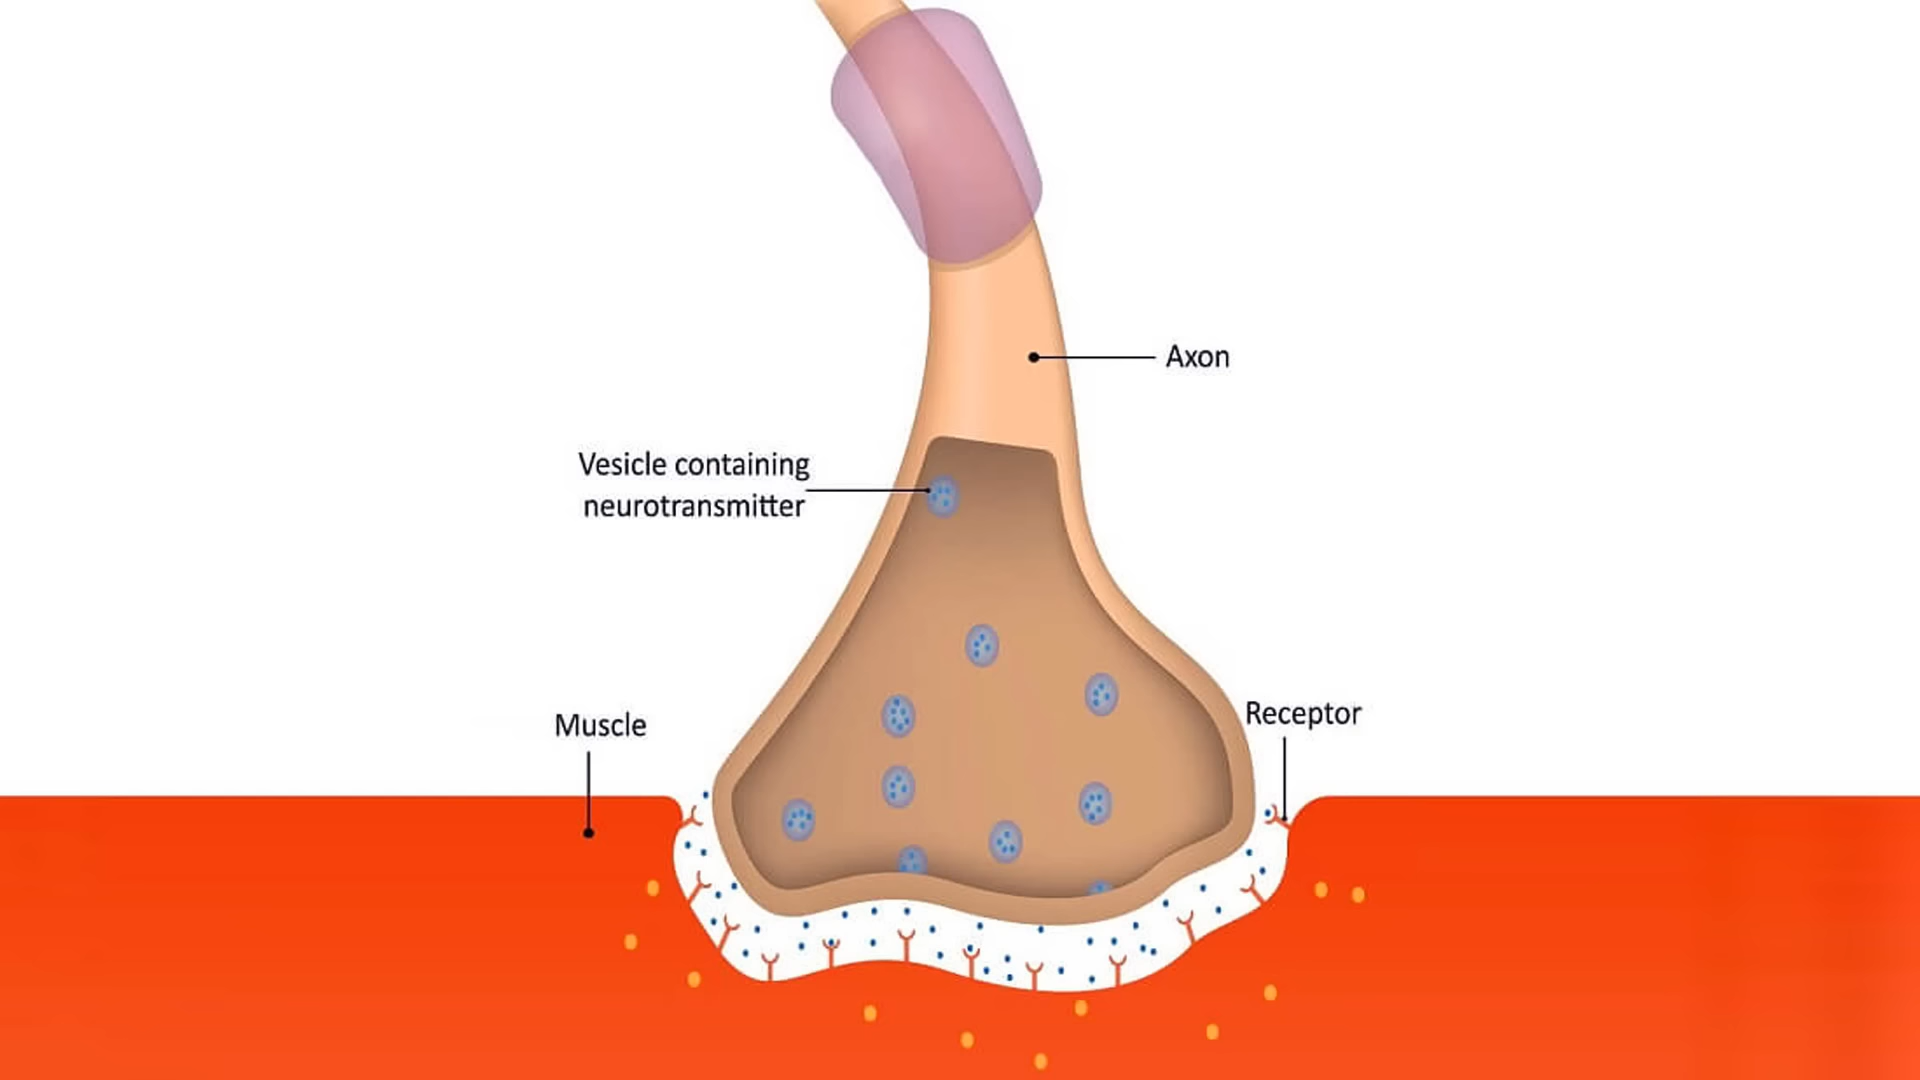 Axon
Vesicle containing
neurotransmitter
Muscle
Receptor